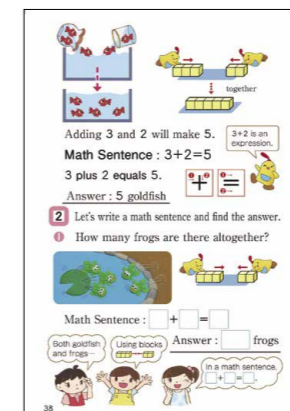 together
Adding 3 and 2 will make 5.
3+2 is an
expression.
Math Sentence : 3+2=5
3 plus 2 equals 5.
Answer : 5 goldfish
2 Let's write a math sentence and find the answer.
1 How many frogs are there altogether?
Math Sentence : □+□=□
Answer : □ frogs
Both goldfish
and frogs…
Using blocks
In a math sentence,
□+□=□.
38